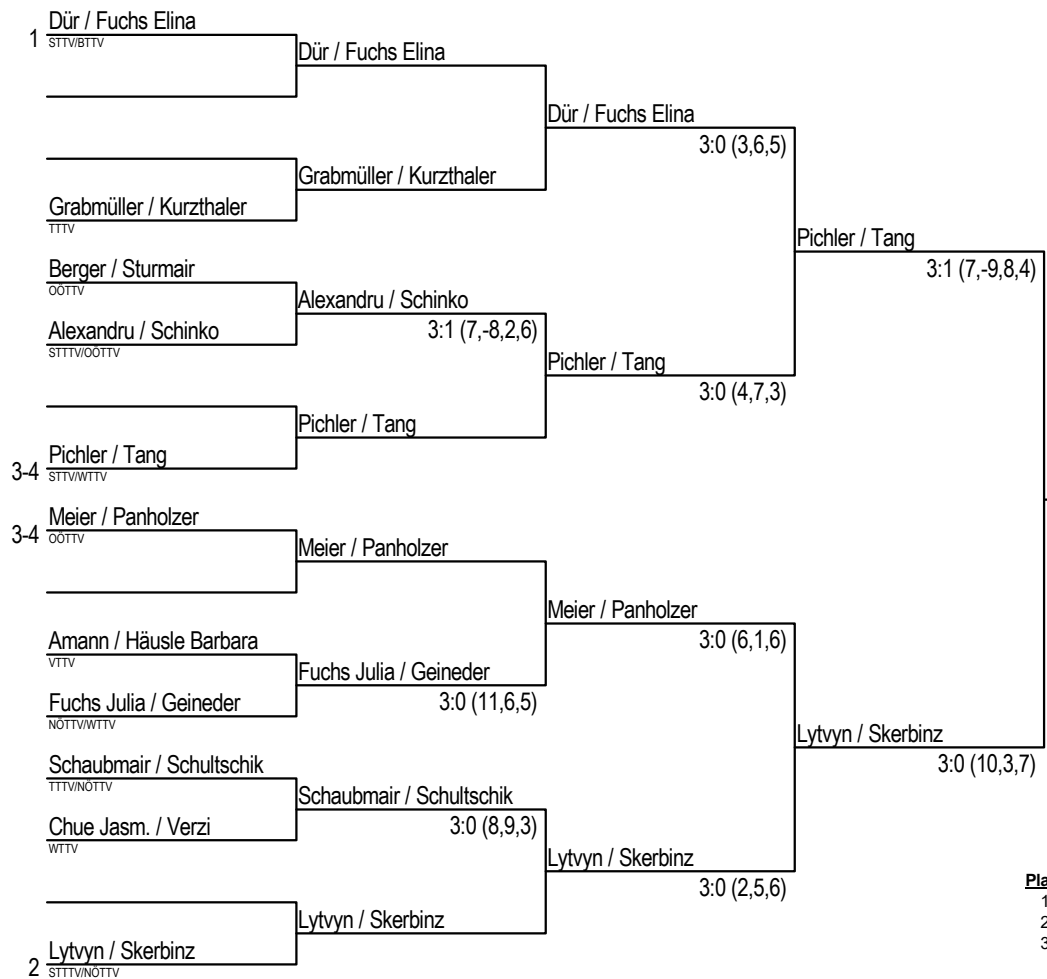 Dür / Fuchs Elina
1
STTV/BTTV
Dür / Fuchs Elina
Dür / Fuchs Elina
3:0 (3,6,5)
Grabmüller / Kurzthaler
Grabmüller / Kurzthaler
TTTV
Pichler / Tang
3:1 (7,-9,8,4)
Berger / Sturmair
OÖTTV
Alexandru / Schinko
3:1 (7,-8,2,6)
Alexandru / Schinko
STTTV/OÖTTV
Pichler / Tang
3:0 (4,7,3)
Pichler / Tang
Pichler / Tang
3-4
STTV/WTTV
Meier / Panholzer
3-4
OÖTTV
Meier / Panholzer
Meier / Panholzer
3:0 (6,1,6)
Amann / Häusle Barbara
VTTV
Fuchs Julia / Geineder
3:0 (11,6,5)
Fuchs Julia / Geineder
NÖTTV/WTTV
Lytvyn / Skerbinz
3:0 (10,3,7)
Schaubmair / Schultschik
TTTV/NÖTTV
Schaubmair / Schultschik
3:0 (8,9,3)
Chue Jasm. / Verzi
WTTV
Lytvyn / Skerbinz
3:0 (2,5,6)
Lytvyn / Skerbinz
Lytvyn / Skerbinz
2
STTTV/NÖTTV
Pla
1
2
3